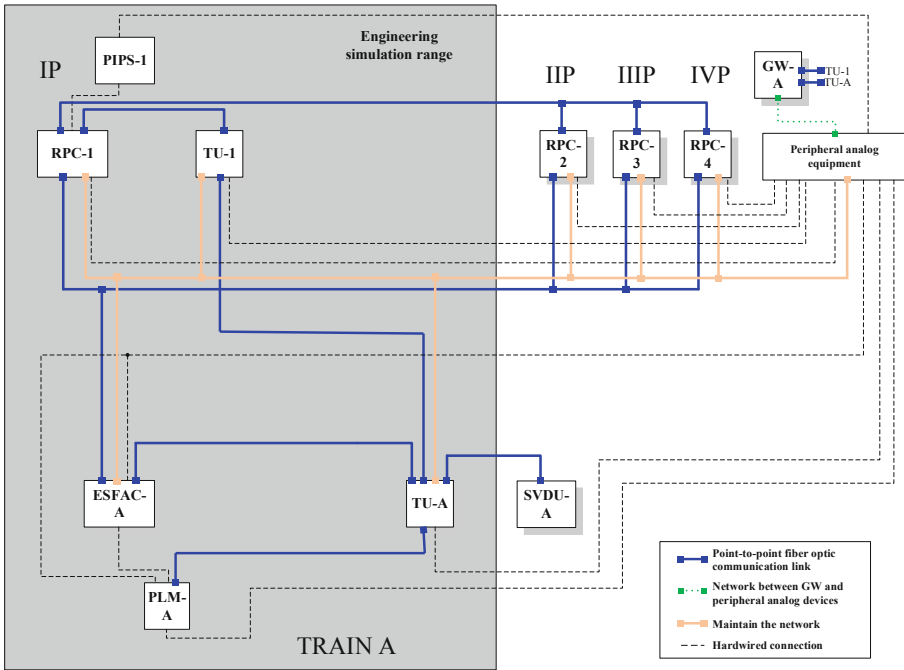 Engineering
simulation range
PIPS-1
IP
IIP
IIIP
IVP
GW-
A
TU-1
TU-A
RPC-1
TU-1
RPC-
2
RPC-
3
RPC-
4
Peripheral analog
equipment
ESFAC-
A
TU-A
SVDU-
A
PLM-
A
TRAIN A
Point-to-point fiber optic
communication link
Network between GW and
peripheral analog devices
Maintain the network
Hardwired connection